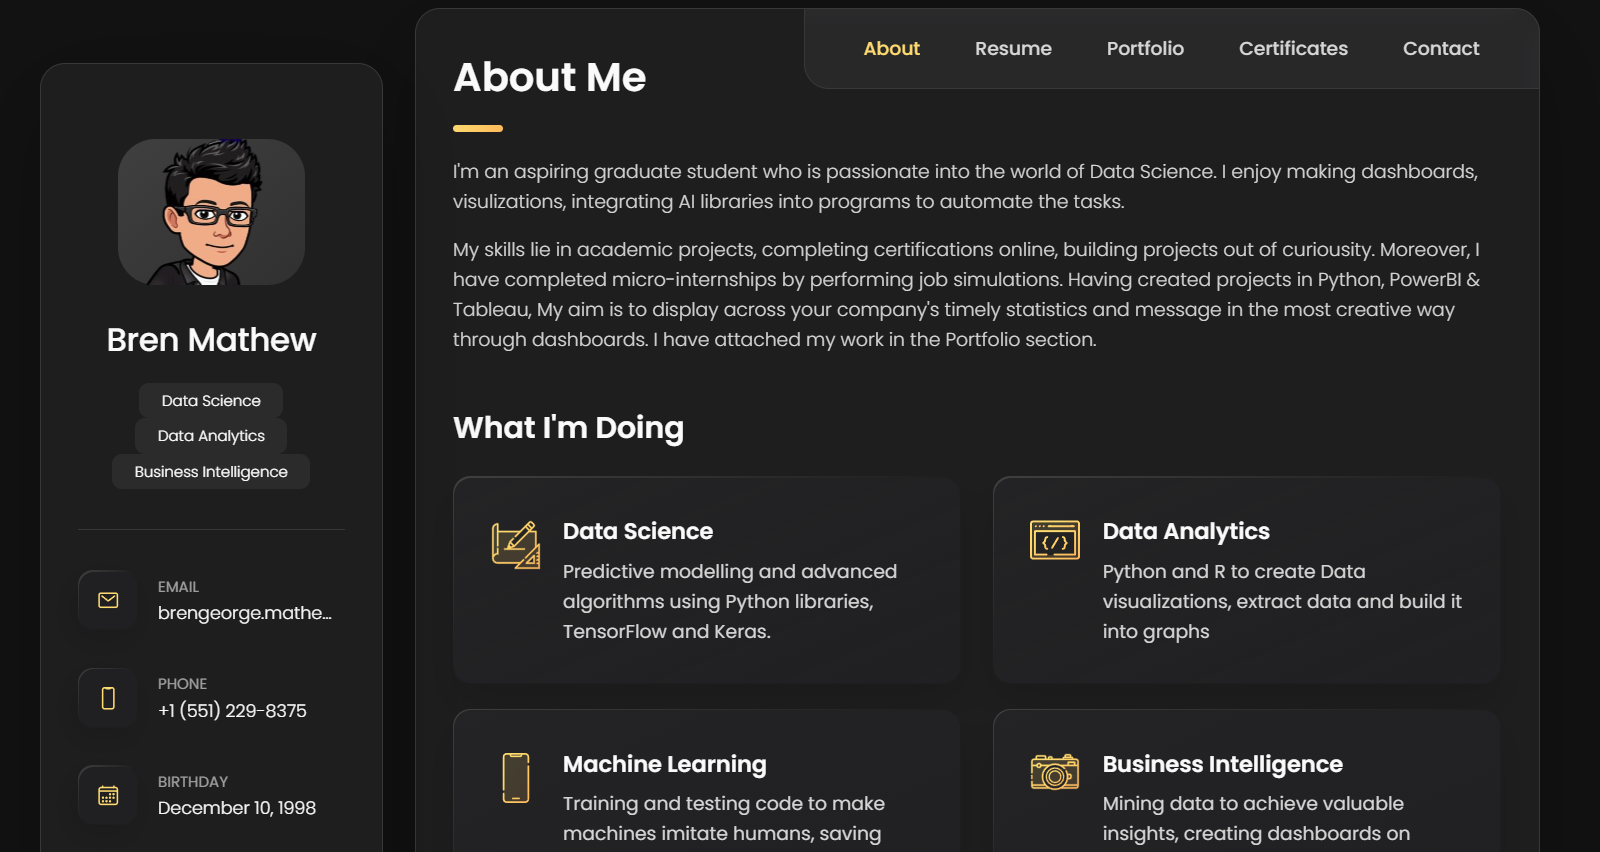 Bren Mathew
Data Science
Data Analytics
Business Intelligence
EMAIL
brengeorge.mathe...
PHONE
+1 (551) 229-8375
BIRTHDAY
December 10, 1998
About
Resume
Portfolio
Certificates
Contact
About Me
I'm an aspiring graduate student who is passionate into the world of Data Science. I enjoy making dashboards,
visulizations, integrating AI libraries into programs to automate the tasks.
My skills lie in academic projects, completing certifications online, building projects out of curiousity. Moreover, I
have completed micro-internships by performing job simulations. Having created projects in Python, PowerBI &
Tableau, My aim is to display across your company's timely statistics and message in the most creative way
through dashboards. I have attached my work in the Portfolio section.
What I'm Doing
Data Science
Predictive modelling and advanced
algorithms using Python libraries,
TensorFlow and Keras.
Data Analytics
Python and R to create Data
visualizations, extract data and build it
into graphs
Machine Learning
Training and testing code to make
machines imitate humans, saving
Business Intelligence
Mining data to achieve valuable
insights, creating dashboards on